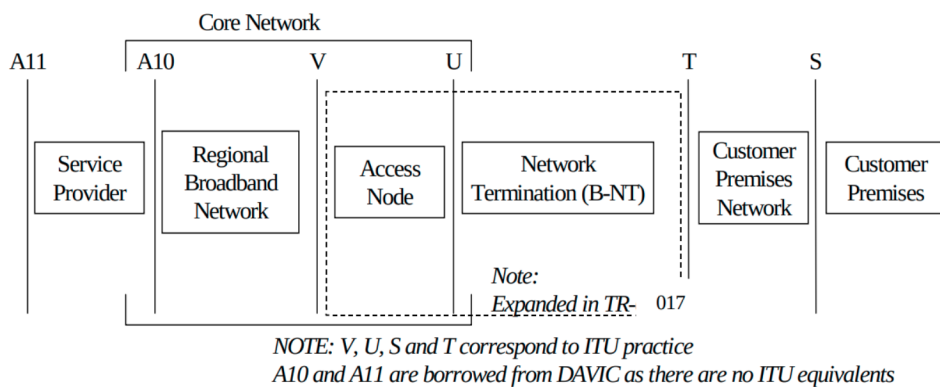 Core Network
A11 A10 V U T S
Service
Provider
Regional
Broadband
Network
Access
Node
Network
Termination (B-NT)
Customer
Premises
Network
Customer
Premises
Note:
Expanded in TR- 017
NOTE: V, U, S and T correspond to ITU practice
A10 and A11 are borrowed from DAVIC as there are no ITU equivalents